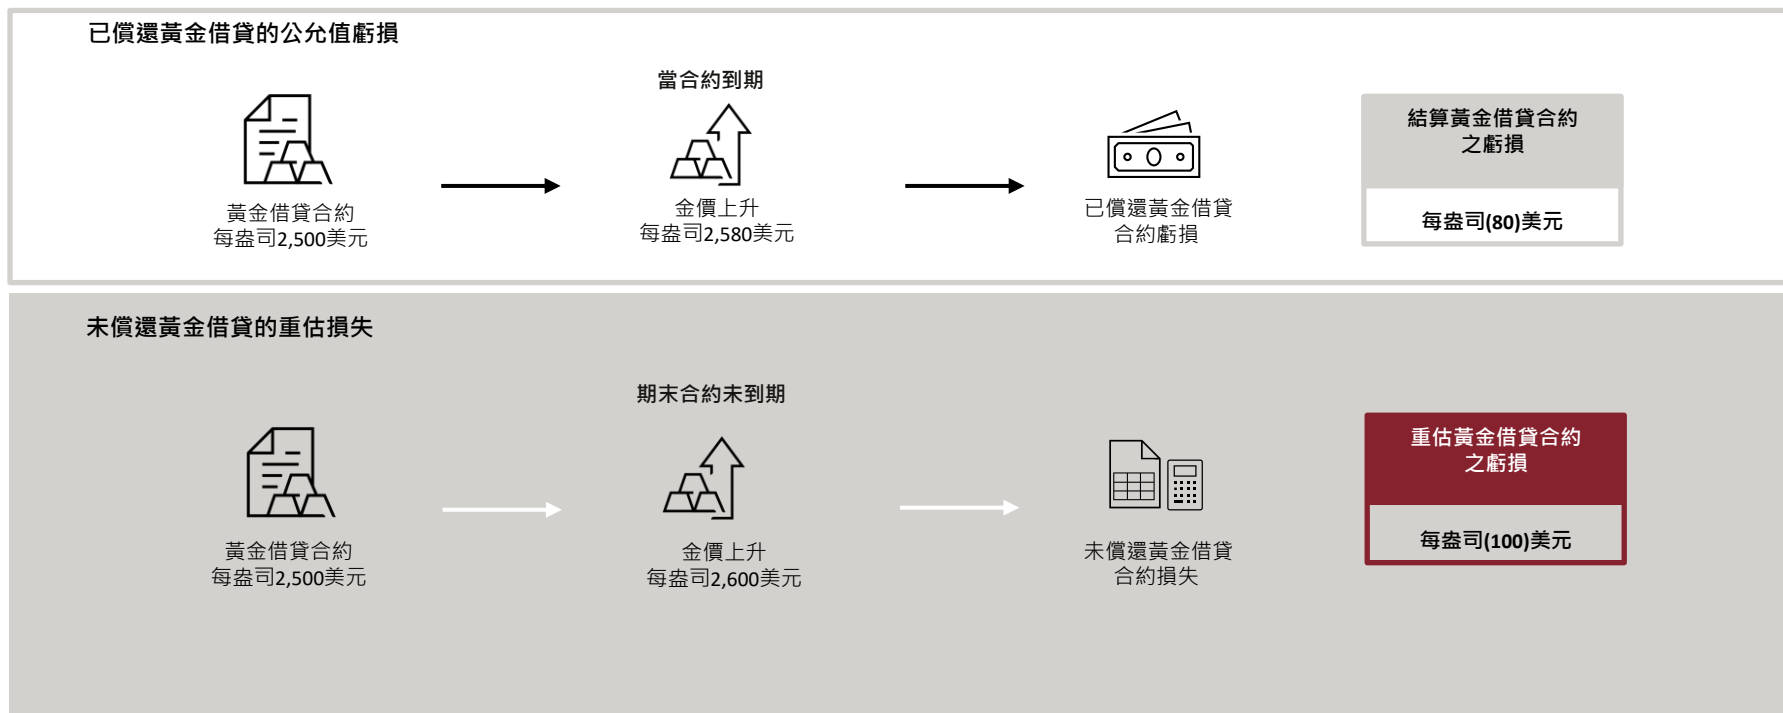 已償還黃金借貸的公允值虧損
當合約到期
黃金借貸合約
每盎司2,500美元
金價上升
每盎司2,580美元
已償還黃金借貸
合約虧損
結算黃金借貸合約
之虧損
每盎司(80)美元
未償還黃金借貸的重估損失
期末合約未到期
黃金借貸合約
每盎司2,500美元
金價上升
每盎司2,600美元
未償還黃金借貸
合約損失
重估黃金借貸合約
之虧損
每盎司(100)美元